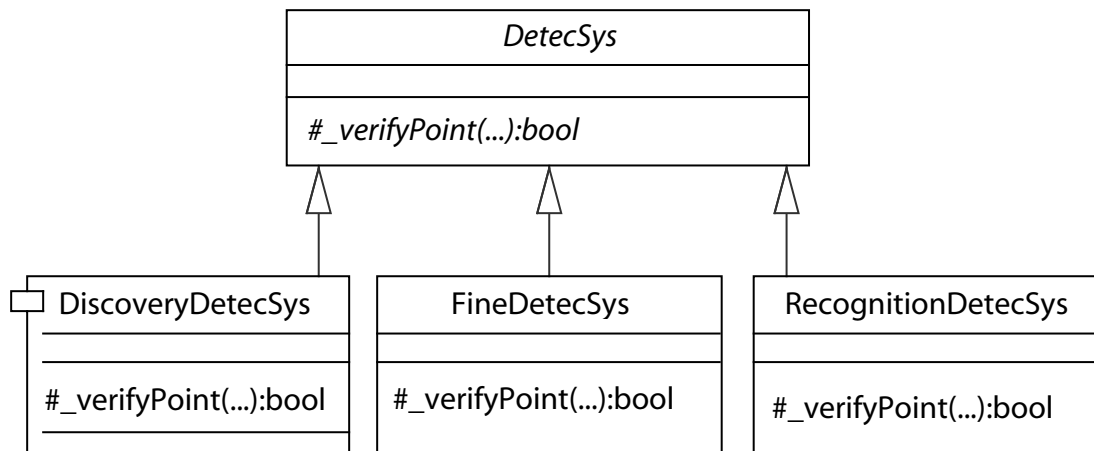 DetecSys
#_verifyPoint(...):bool
DiscoveryDetecSys
#_verifyPoint(...):bool
FineDetecSys
#_verifyPoint(...):bool
RecognitionDetecSys
#_verifyPoint(...):bool